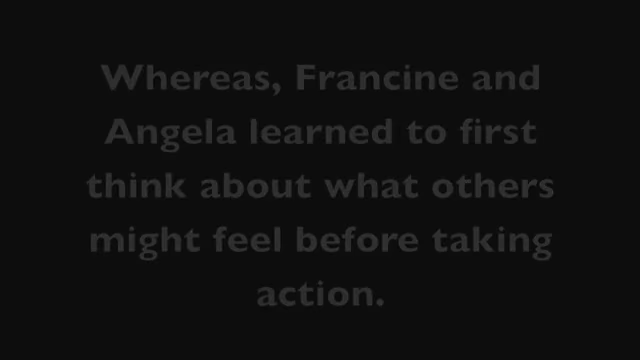 Whereas, Francine and
Angela learned to first
think about what others
might feel before taking
action.